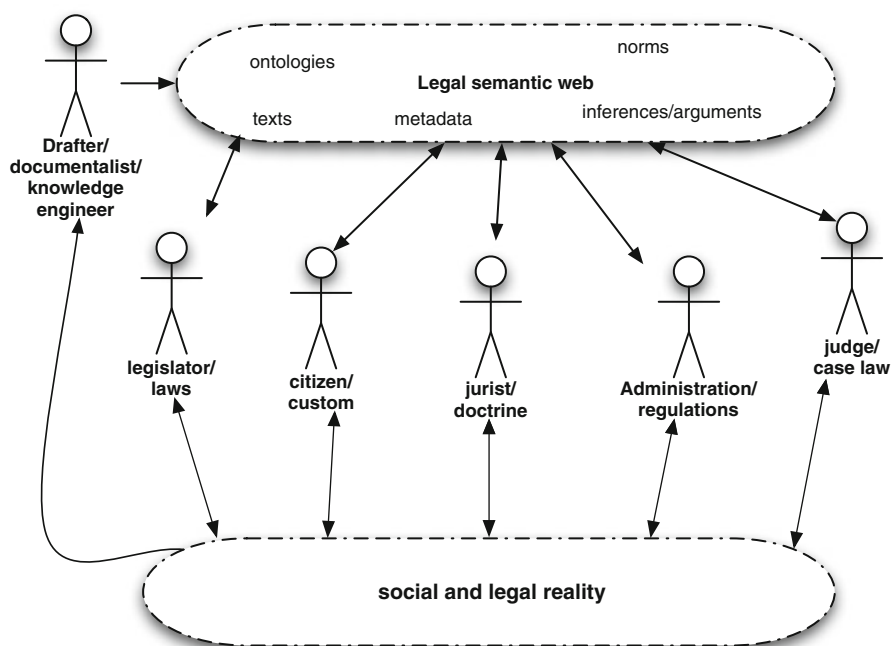 ontologies
norms
Legal semantic web
texts
metadata
inferences/arguments
Drafter/
documentalist/
knowledge
engineer
legislator/
laws
citizen/
custom
jurist/
doctrine
Administration/
regulations
judge/
case law
social and legal reality